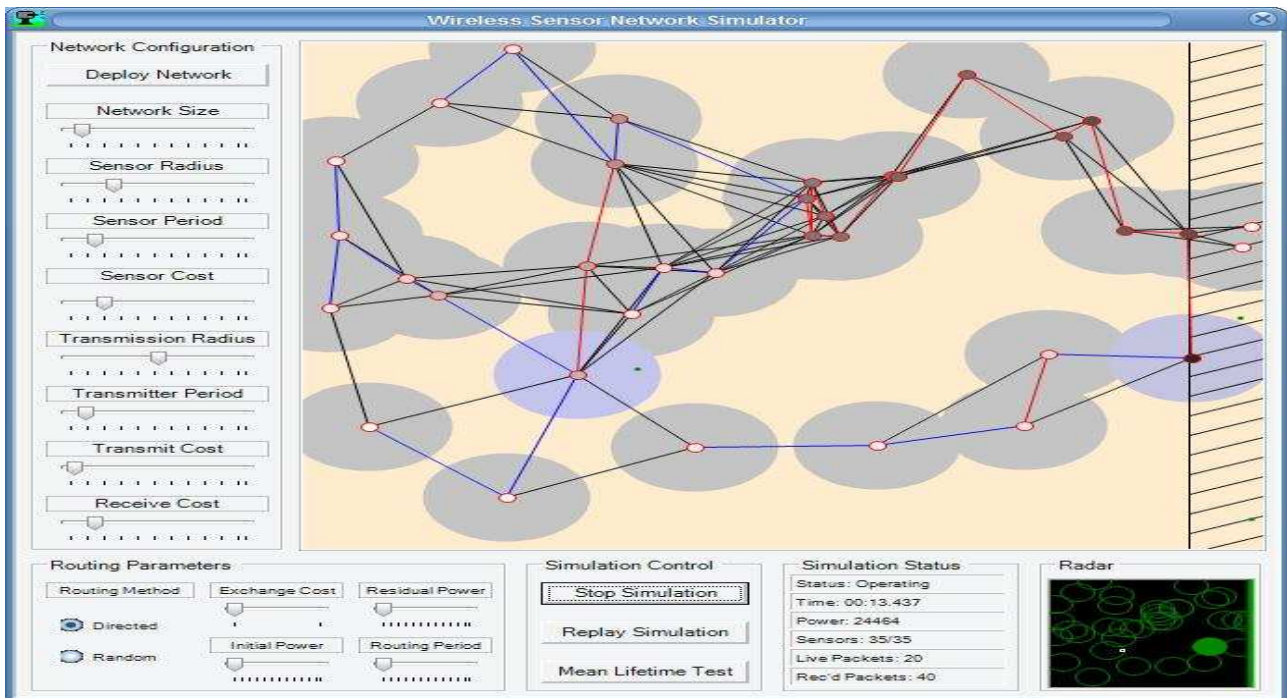 Wireless Sensor Network Simulator
Network Configuration
Deploy Network
Network Size
Sensor Radius
Sensor Period
Sensor Cost
Transmission Radius
Transmitter Period
Transmit Cost
Receive Cost
Routing Parameters
Routing Method
Directed
Random
Exchange Cost
Residual Power
Initial Power
Routing Period
Simulation Control
Stop Simulation
Replay Simulation
Mean Lifetime Test
Simulation Status
Status: Operating
Time: 00:13.437
Power: 24464
Sensors: 35/35
Live Packets: 20
Rec'd Packets: 40
Radar